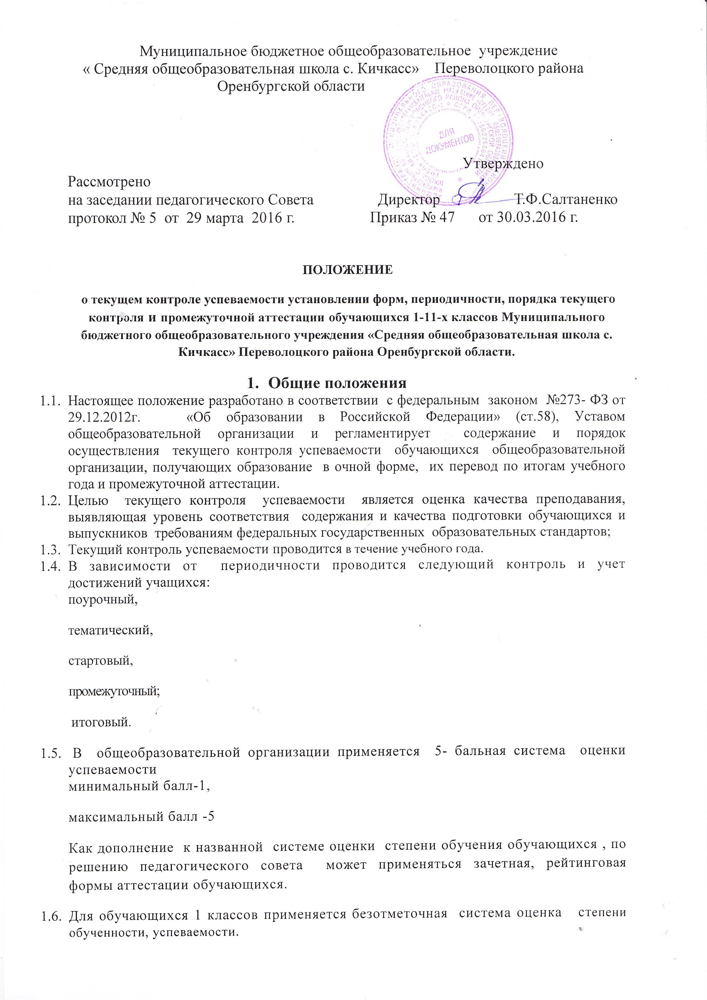 Муниципальное бюджетное общеобразовательное учреждение
« Средняя общеобразовательная школа с. Кичкасс» Переволоцкого района
Оренбургской области
ДЛЯ
ДОКУМЕНТОВ
Утверждено
Рассмотрено
на заседании педагогического Совета Директор Т.Ф.Салтаненко
протокол № 5 от 29 марта 2016 г. Приказ № 47 от 30.03.2016 г.
ПОЛОЖЕНИЕ
о текущем контроле успеваемости установлении форм, периодичности, порядка текущего
контроля и промежуточной аттестации обучающихся 1-11-х классов Муниципального
бюджетного общеобразовательного учреждения «Средняя общеобразовательная школа с.
Кичкасс» Переволоцкого района Оренбургской области.
1. Общие положения
1.1. Настоящее положение разработано в соответствии с федеральным законом №273- ФЗ от
29.12.2012г. «Об образовании в Российской Федерации» (ст.58), Уставом
общеобразовательной организации и регламентирует содержание и порядок
осуществления текущего контроля успеваемости обучающихся общеобразовательной
организации, получающих образование в очной форме, их перевод по итогам учебного
года и промежуточной аттестации.
1.2. Целью текущего контроля успеваемости является оценка качества преподавания,
выявляющая уровень соответствия содержания и качества подготовки обучающихся и
выпускников требованиям федеральных государственных образовательных стандартов;
1.3. Текущий контроль успеваемости проводится в течение учебного года.
1.4. В зависимости от периодичности проводится следующий контроль и учет
достижений учащихся:
поурочный,
тематический,
стартовый,
промежуточный;
итоговый.
1.5. В общеобразовательной организации применяется 5- бальная система оценки
успеваемости
минимальный балл-1,
максимальный балл -5
Как дополнение к названной системе оценки степени обучения обучающихся , по
решению педагогического совета может применяться зачетная, рейтинговая
формы аттестации обучающихся.
1.6. Для обучающихся 1 классов применяется безотметочная система оценка степени
обученности, успеваемости.